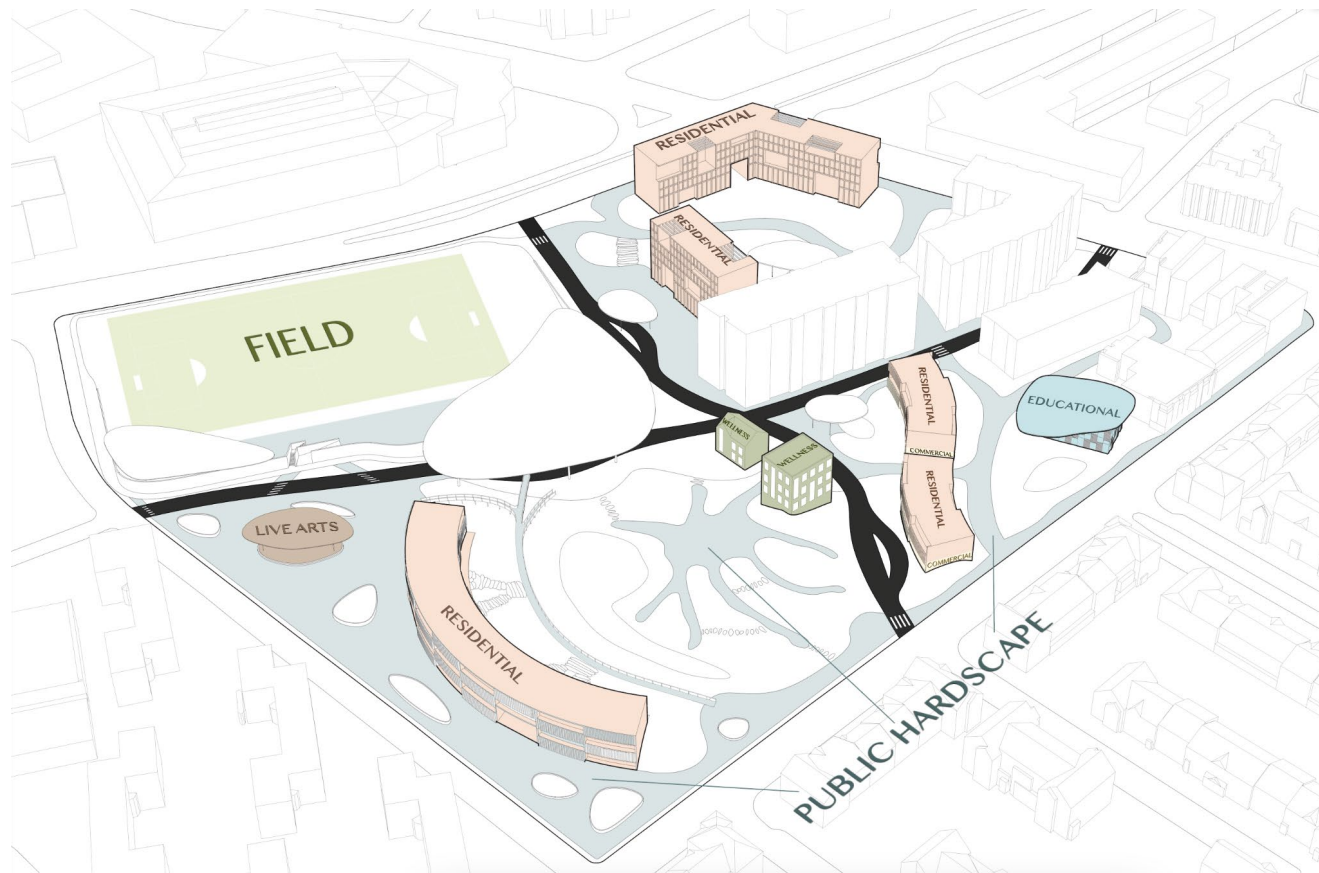 RESIDENTIAL
RESIDENTIAL
FIELD
RESIDENTIAL
EDUCATIONAL
WELLNESS
WELLNESS
COMMERCIAL
RESIDENTIAL
LIVE ARTS
COMMERCIAL
RESIDENTIAL
PUBLIC HARDSCAPE